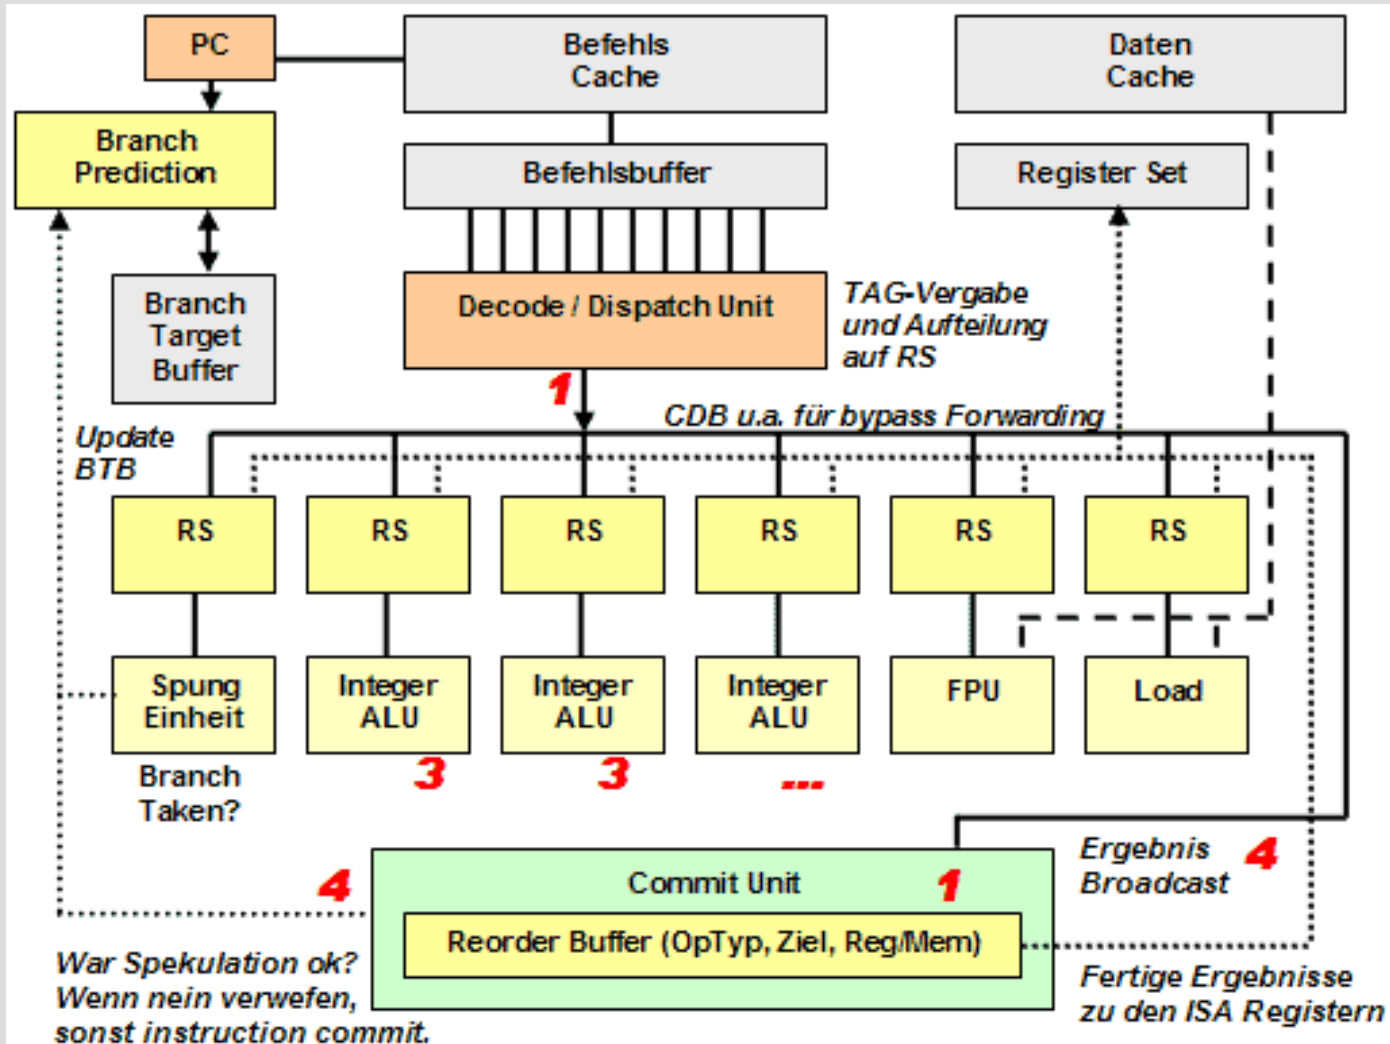 PC
Befehls
Cache
Daten
Cache
Branch
Prediction
Befehlsbuffer
Register Set
Branch
Target
Buffer
Decode / Dispatch Unit
TAG-Vergabe
und Aufteilung
auf RS
1
CDB u.a. für bypass Forwarding
Update
BTB
RS
RS
RS
RS
RS
RS
Spung
Einheit
Integer
ALU
Integer
ALU
Integer
ALU
FPU
Load
Branch
Taken?
3
3
...
4
Commit Unit
1
Ergebnis
Broadcast
4
Reorder Buffer (OpTyp, Ziel, Reg/Mem)
War Spekulation ok?
Wenn nein verwefen,
sonst instruction commit.
Fertige Ergebnisse
zu den ISA Registern